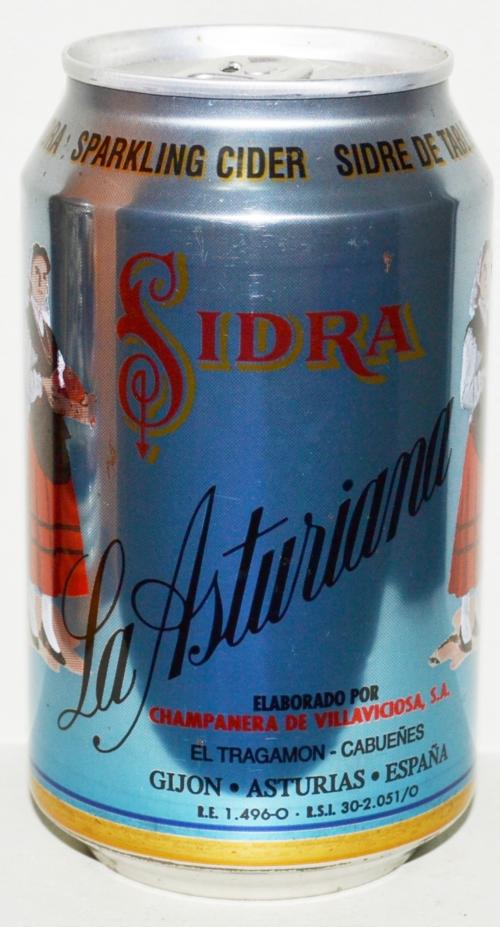 SPARKLING CIDER SIDRE DE
SIDRA
La Asturiana
ELABORADO POR
CHAMPANERA DE VILLAVICIOSA, S.A.
EL TRAGAMON - CABUEÑES
GIJON • ASTURIAS • ESPAÑA
R.E. 1.496-O · R.S.I. 30-2.051/O